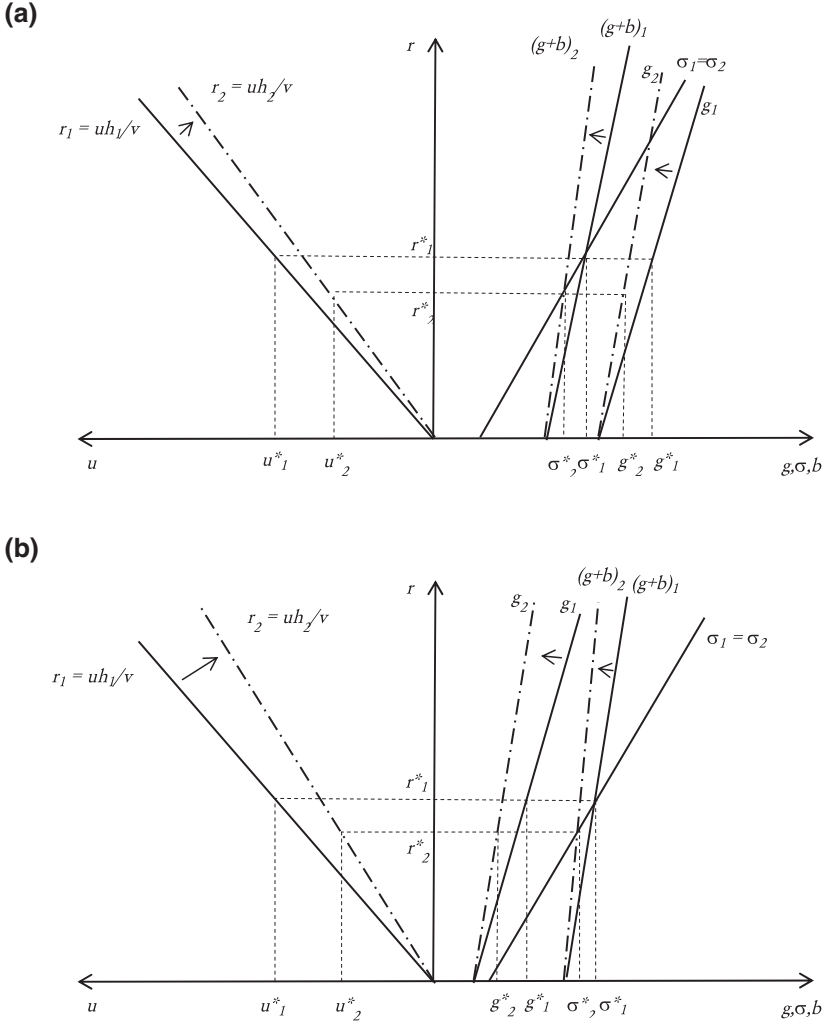 (a)
r
(g+b)₂
(g+b)₁
g₂
σ₁=σ₂
g₁
r₂ = uh₂/v
r₁ = uh₁/v
r*₁
r*₂
u
u*₁
u*₂
σ*₂
σ*₁
g*₂
g*₁
g,σ,b
(b)
r
g₂
g₁
(g+b)₂
(g+b)₁
r₂ = uh₂/v
σ₁ = σ₂
r₁ = uh₁/v
r*₁
r*₂
u
u*₁
u*₂
g*₂
g*₁
σ*₂
σ*₁
g,σ,b